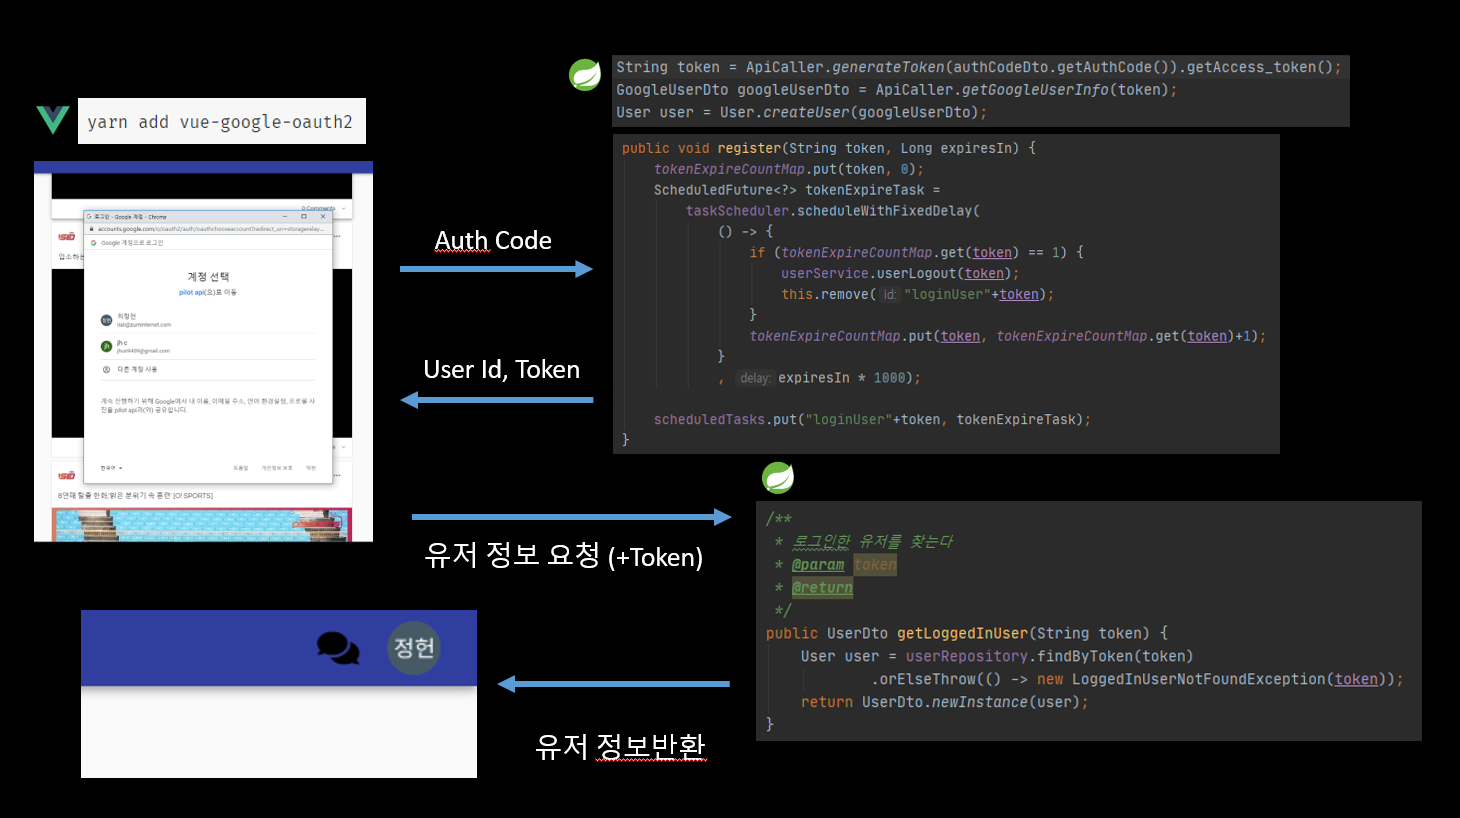 yarn add vue-google-oauth2
0 Comments
로그인 - Google 계정 - Chrome
accounts.google.com/o/oauth2/auth/oauthchooseaccount?redirect_uri=storagerelay...
Google 계정으로 로그인
계정 선택
pilot api(으)로 이동
jh c
다른 계정 사용
계속 진행하기 위해 Google에서 내 이름, 이메일 주소, 언어 환경설정, 프로필 사
진을 pilot api과(와) 공유합니다.
한국어
도움말 개인정보 보호 약관
8연패 탈출 한화,'밝은 분위기 속 훈련' [O! SPORTS]
Auth Code
User Id, Token
유저 정보 요청 (+Token)
정헌
유저 정보반환
String token = ApiCaller.generateToken(authCodeDto.getAuthCode()).getAccess_token();
GoogleUserDto googleUserDto = ApiCaller.getGoogleUserInfo(token);
User user = User.createUser(googleUserDto);
public void register(String token, Long expiresIn) {
tokenExpireCountMap.put(token, 0);
ScheduledFuture<?> tokenExpireTask =
taskScheduler.scheduleWithFixedDelay(
() -> {
if (tokenExpireCountMap.get(token) == 1) {
userService.userLogout(token);
this.remove( id: "loginUser"+token);
}
tokenExpireCountMap.put(token, tokenExpireCountMap.get(token)+1);
}
, delay: expiresIn * 1000);
scheduledTasks.put("loginUser"+token, tokenExpireTask);
}
/**
* 로그인한 유저를 찾는다
* @param token
* @return
*/
public UserDto getLoggedInUser(String token) {
User user = userRepository.findByToken(token)
.orElseThrow(() -> new LoggedInUserNotFoundException(token));
return UserDto.newInstance(user);
}